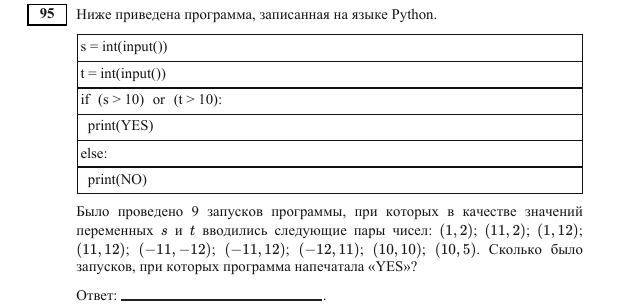 95 Ниже приведена программа, записанная на языке Python.
s = int(input())
t = int(input())
if (s > 10) or (t > 10):
print(YES)
else:
print(NO)
Было проведено 9 запусков программы, при которых в качестве значений
переменных s и t вводились следующие пары чисел: (1, 2); (11, 2); (1, 12);
(11, 12); (−11, −12); (−11, 12); (−12, 11); (10, 10); (10, 5). Сколько было
запусков, при которых программа напечатала «YES»?
Ответ: ____________________.